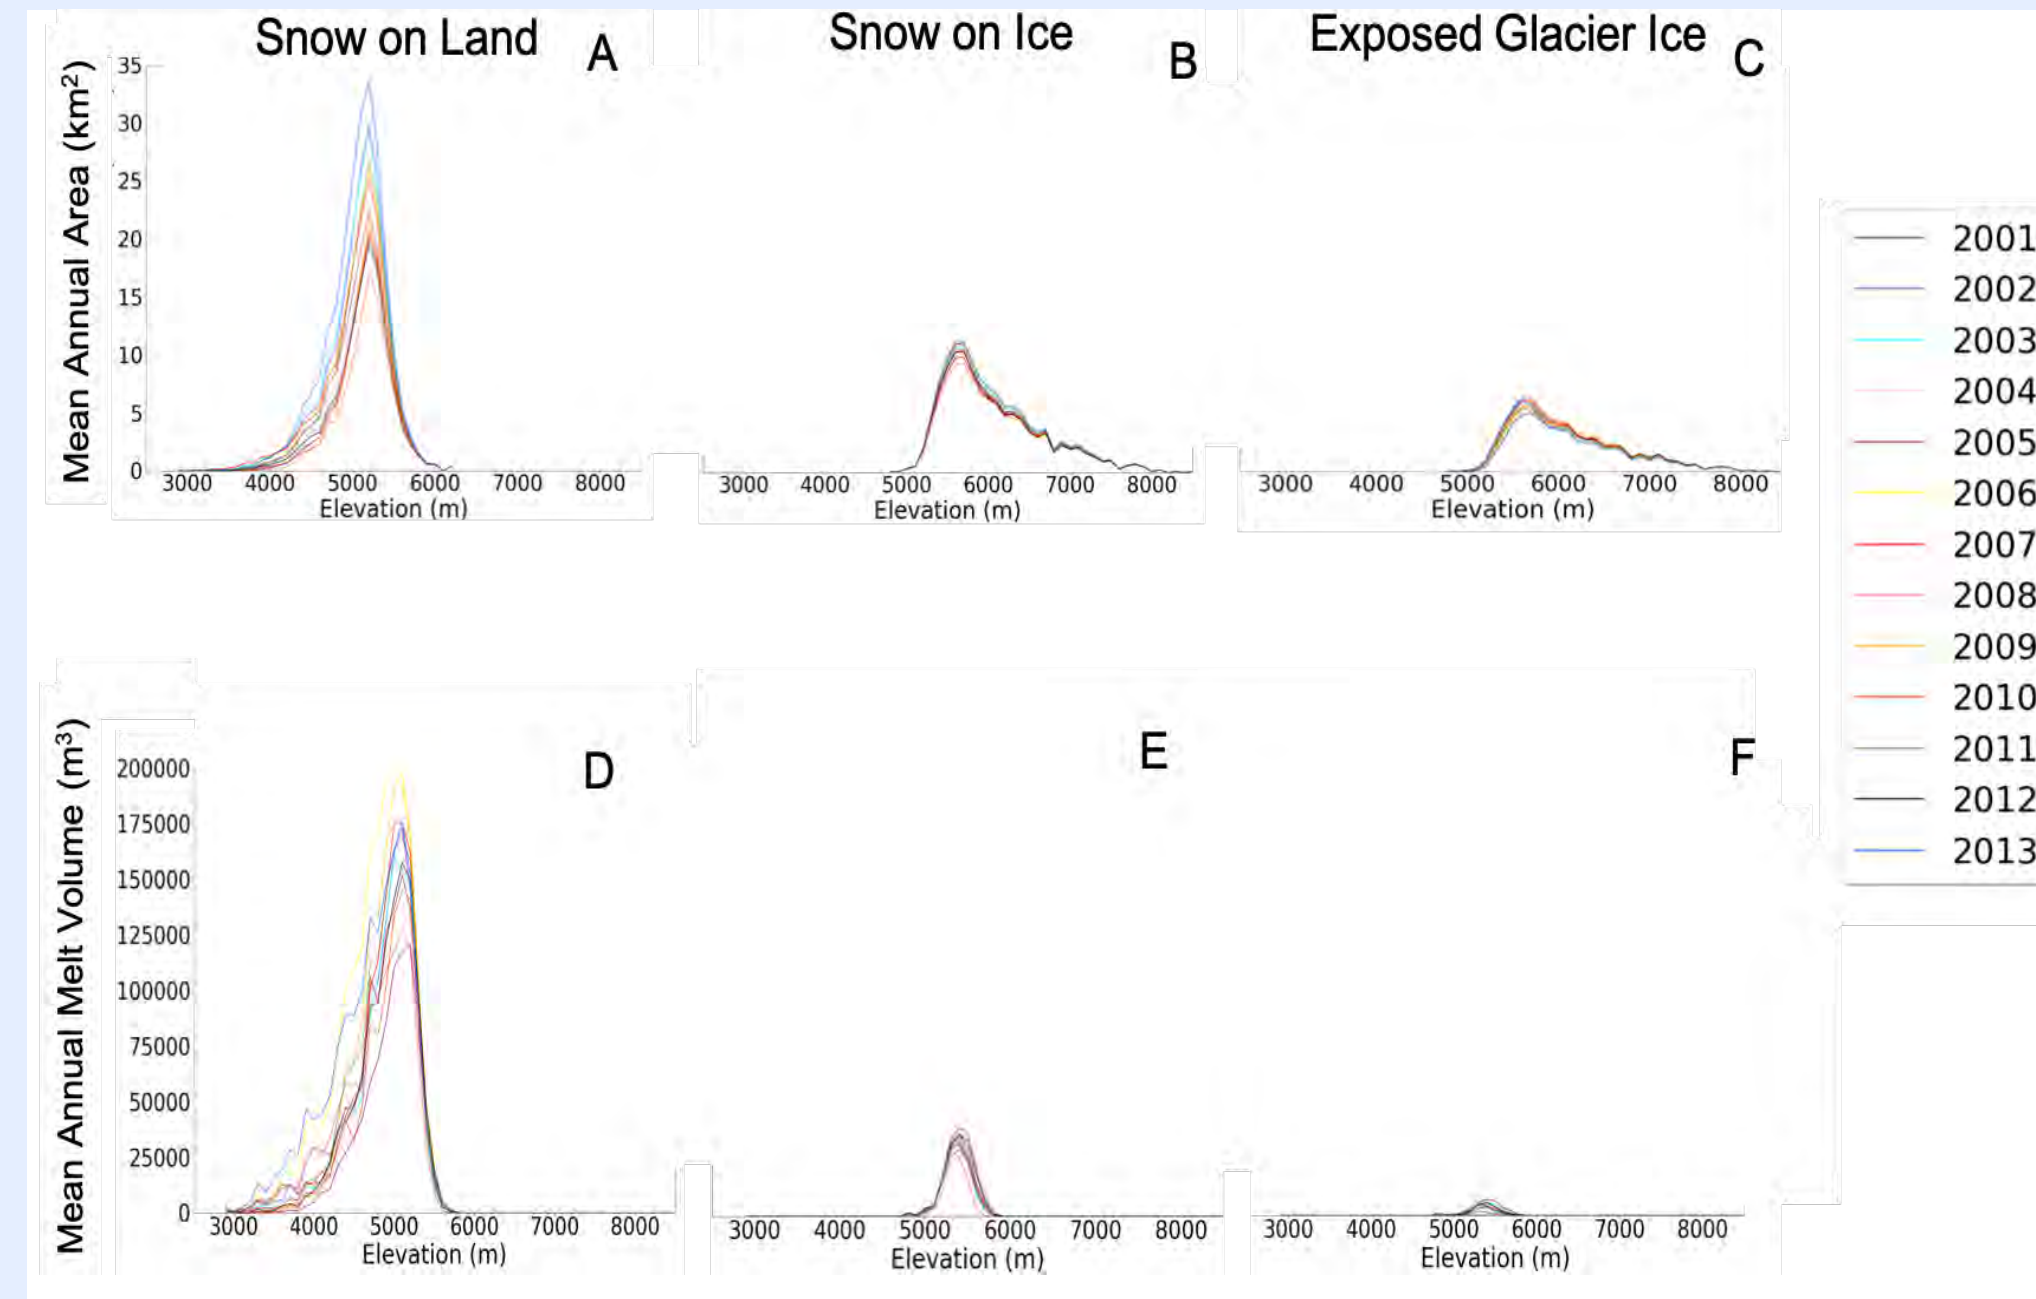 Snow on Land
A
Snow on Ice
B
Exposed Glacier Ice
C
Mean Annual Area (km²)
35
30
25
20
15
10
5
0
3000 4000 5000 6000 7000 8000
Elevation (m)
3000 4000 5000 6000 7000 8000
Elevation (m)
3000 4000 5000 6000 7000 8000
Elevation (m)
2001
2002
2003
2004
2005
2006
2007
2008
2009
2010
2011
2012
2013
Mean Annual Melt Volume (m³)
D
E
F
200000
175000
150000
125000
100000
75000
50000
25000
0
3000 4000 5000 6000 7000 8000
Elevation (m)
3000 4000 5000 6000 7000 8000
Elevation (m)
3000 4000 5000 6000 7000 8000
Elevation (m)